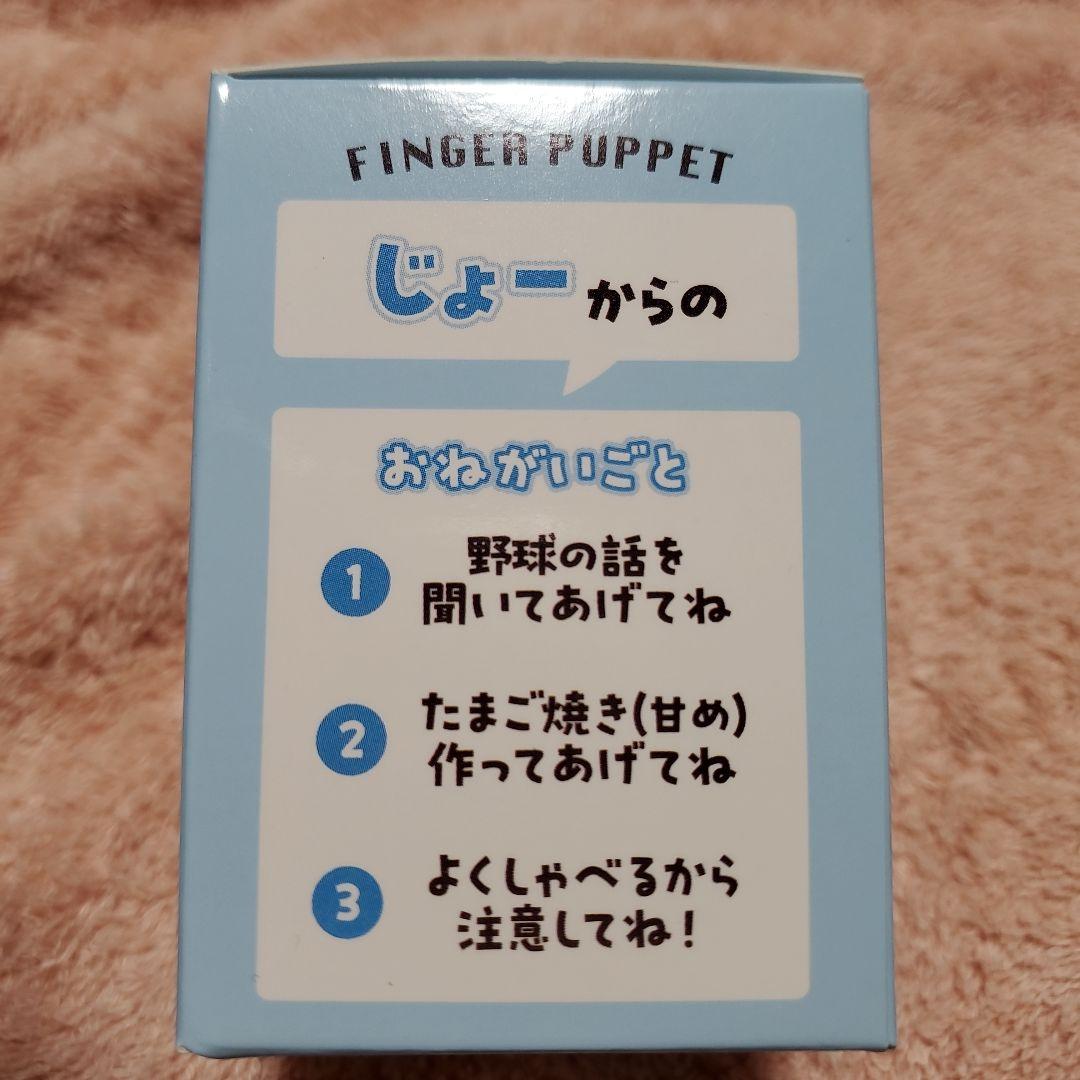 FINGER PUPPET
じょーからの
おねがいごと
1 野球の話を
聞いてあげてね
2 たまご焼き(甘め)
作ってあげてね
3 よくしゃべるから
注意してね!